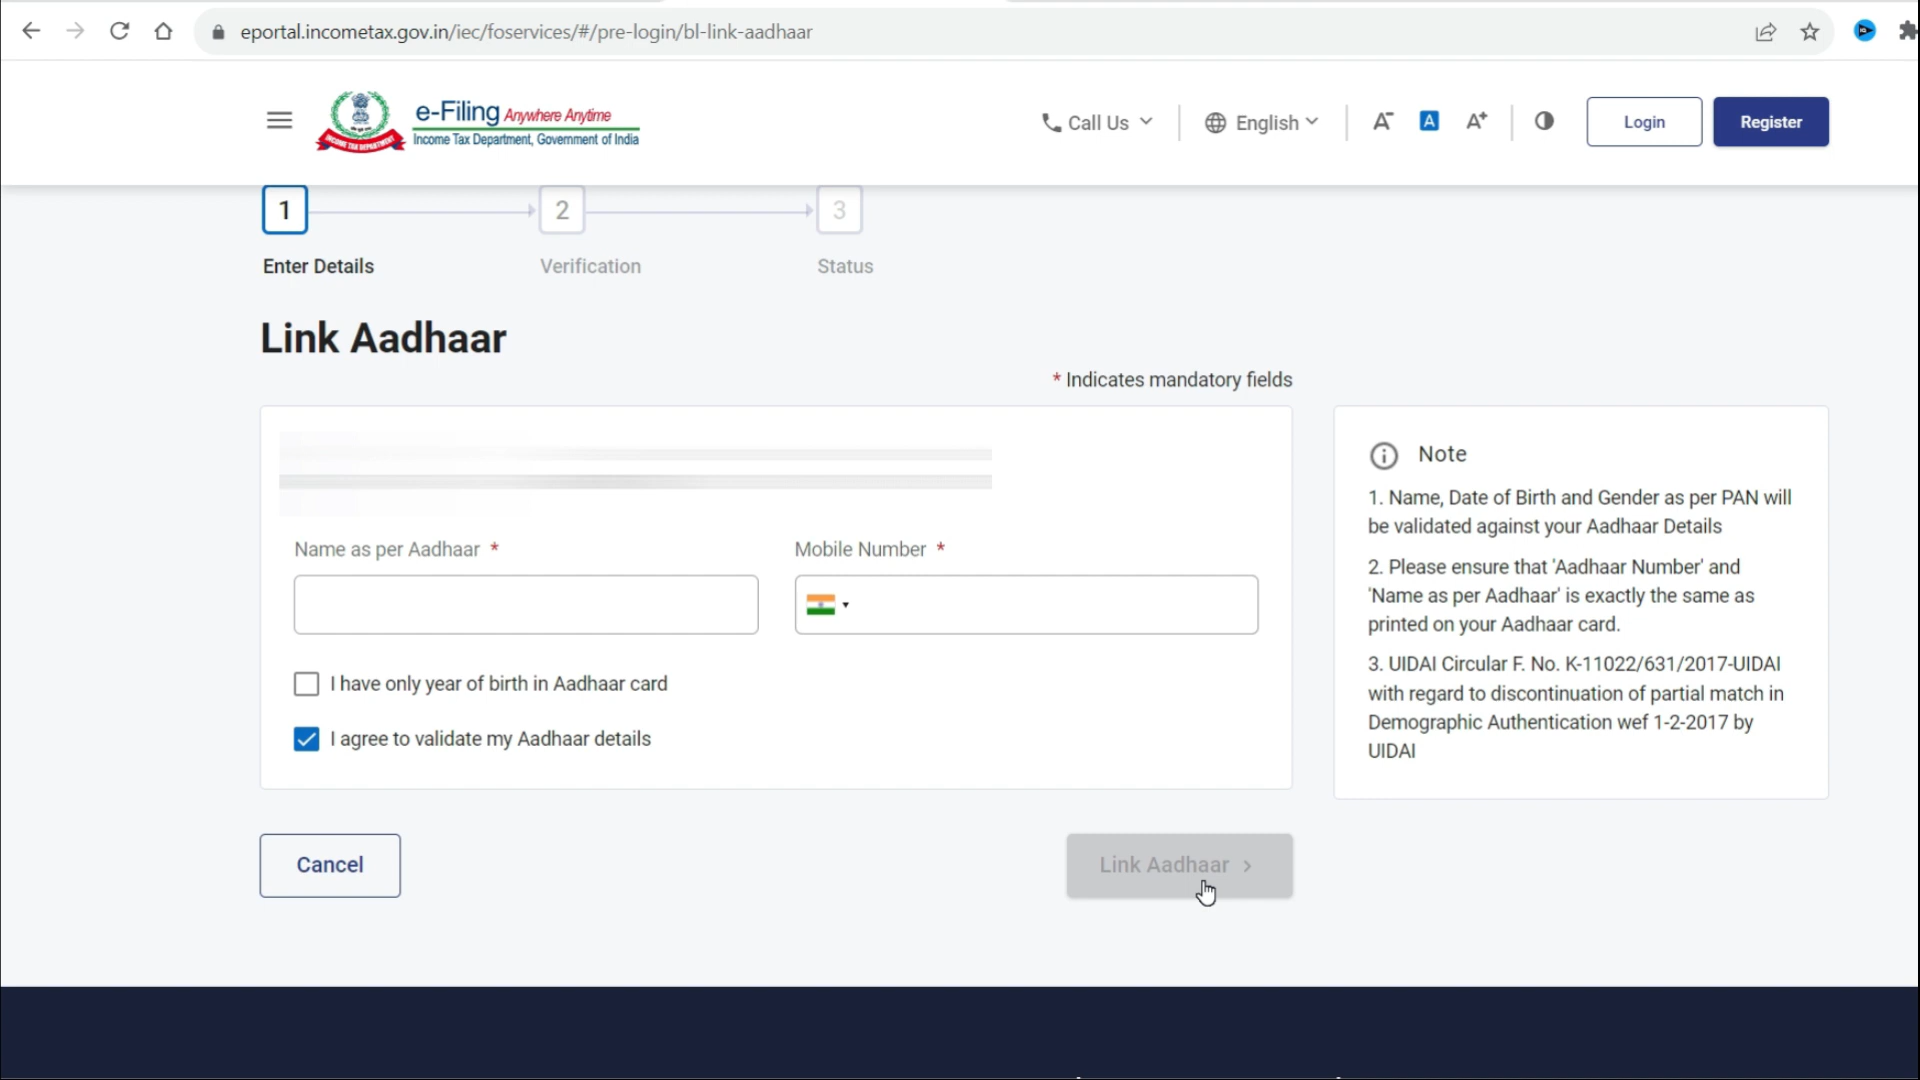 eportal.incometax.gov.in/iec/foservices/#/pre-login/bl-link-aadhaar
e-Filing Anywhere Anytime
Income Tax Department, Government of India
INCOME TAX DEPARTMENT
Call Us
English
A-
A
A+
Login
Register
1
2
3
Enter Details
Verification
Status
Link Aadhaar
* Indicates mandatory fields
Name as per Aadhaar *
Mobile Number *
I have only year of birth in Aadhaar card
I agree to validate my Aadhaar details
Note
1. Name, Date of Birth and Gender as per PAN will
be validated against your Aadhaar Details
2. Please ensure that 'Aadhaar Number' and
'Name as per Aadhaar' is exactly the same as
printed on your Aadhaar card.
3. UIDAI Circular F. No. K-11022/631/2017-UIDAI
with regard to discontinuation of partial match in
Demographic Authentication wef 1-2-2017 by
UIDAI
Cancel
Link Aadhaar >